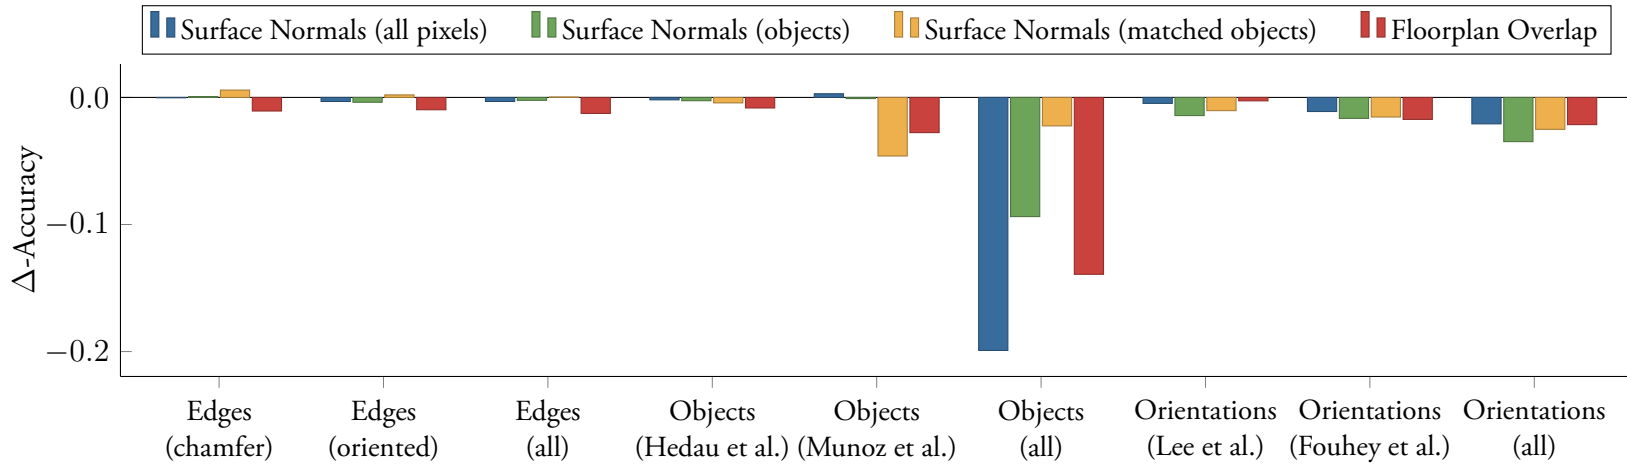 Surface Normals (all pixels) Surface Normals (objects) Surface Normals (matched objects) Floorplan Overlap
0.0
−0.1
−0.2
Δ-Accuracy
Edges Edges Edges Objects Objects Objects Orientations Orientations Orientations
(chamfer) (oriented) (all) (Hedau et al.) (Munoz et al.) (all) (Lee et al.) (Fouhey et al.) (all)